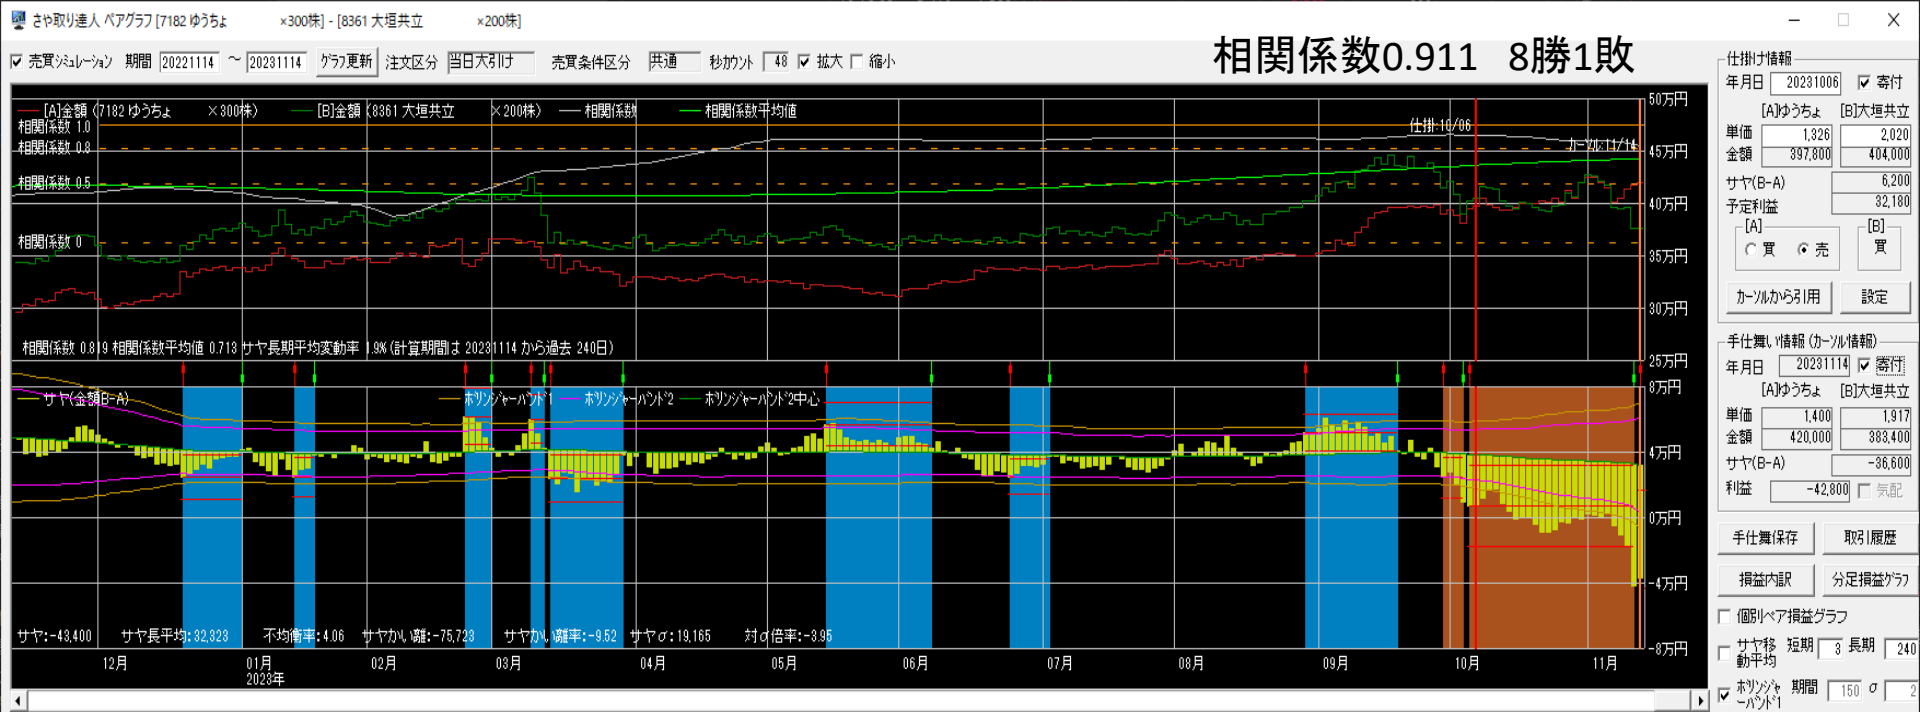 さや取り達人 ペアグラフ [7182 ゆうちょ ×300株] - [8361 大垣共立 ×200株]
売買シミュレーション 期間 20221114 ～ 20231114 グラフ更新 注文区分 当日大引け 売買条件区分 共通 秒カウント 48 拡大 縮小
相関係数0.911 8勝1敗
[A]金額 (7182 ゆうちょ ×300株) [B]金額 (8361 大垣共立 ×200株) 相関係数 相関係数平均値
相関係数 1.0
相関係数 0.8
相関係数 0.5
相関係数 0
仕掛:10/06
カーソル:11/14
50万円
45万円
40万円
35万円
30万円
25万円
相関係数 0.819 相関係数平均値 0.713 サヤ長期平均変動率 1.9% (計算期間は 20231114 から過去 240日)
サヤ(金額B-A) ボリンジャーバンド1 ボリンジャーバンド2 ボリンジャーバンド2中心
8万円
4万円
0万円
-4万円
-8万円
サヤ:-43,400 サヤ長平均:32,323 不均衡率:4.06 サヤかい離:-75,723 サヤかい離率:-9.52 サヤσ:19,165 対σ倍率:-3.95
12月 01月 02月 03月 04月 05月 06月 07月 08月 09月 10月 11月
2023年
仕掛け情報
年月日 20231006 寄付
[A]ゆうちょ [B]大垣共立
単価 1,326 2,020
金額 397,800 404,000
サヤ(B-A) 6,200
予定利益 32,180
[A] [B]
買 売 買
カーソルから引用 設定
手仕舞い情報 (カーソル情報)
年月日 20231114 寄付
[A]ゆうちょ [B]大垣共立
単価 1,400 1,917
金額 420,000 383,400
サヤ(B-A) -36,600
利益 -42,800 気配
手仕舞保存 取引履歴
損益内訳 分足損益グラフ
個別ペア損益グラフ
サヤ移動平均 短期 3 長期 240
ボリンジャーバンド1 期間 150 σ 2